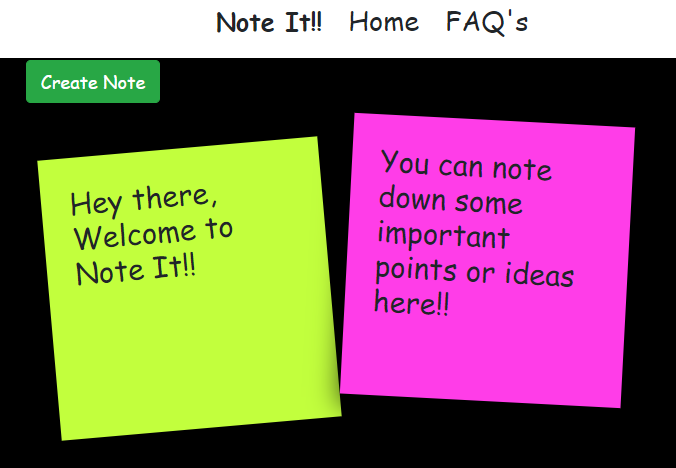 Note It!! Home FAQ's
Create Note
Hey there,
Welcome to
Note It!!
You can note
down some
important
points or ideas
here!!